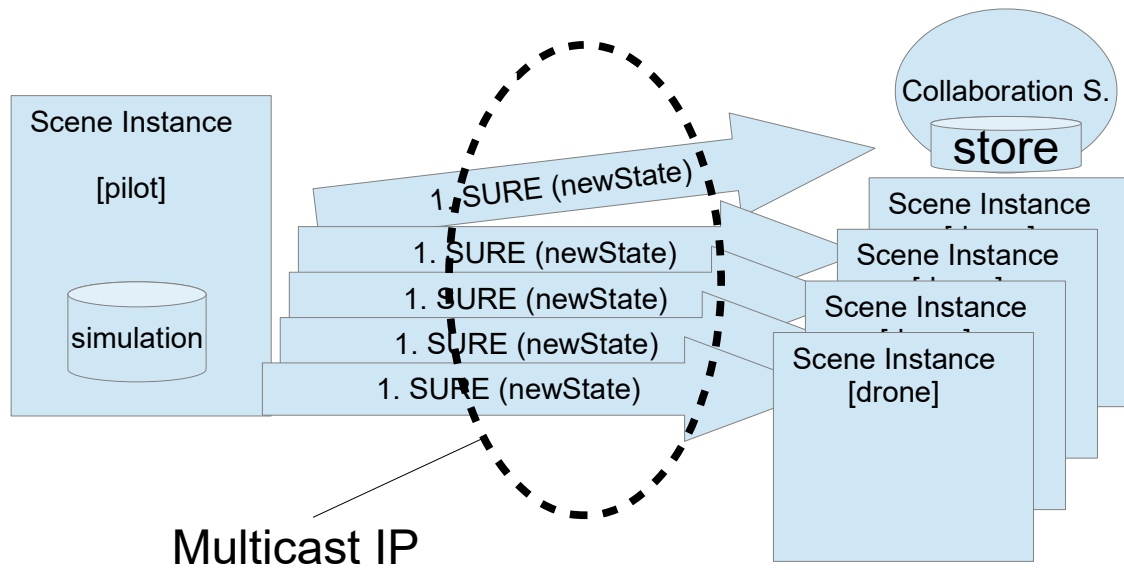 Scene Instance
[pilot]
simulation
1. SURE (newState)
1. SURE (newState)
1. SURE (newState)
1. SURE (newState)
1. SURE (newState)
Multicast IP
Collaboration S.
store
Scene Instance
Scene Instance
Scene Instance
Scene Instance
[drone]